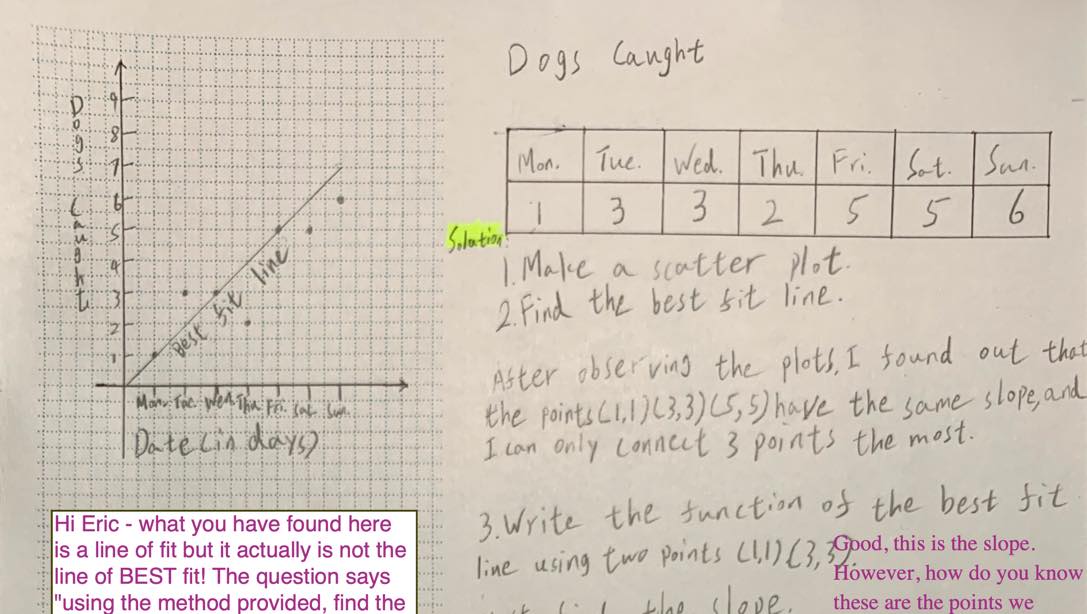 Dogs Caught
9
8
7
6
5
4
3
2
1
Dogs Caught
best fit line
Mon. Tue. Wed. Thu. Fri. Sat. Sun.
Date (in days)
Mon. Tue. Wed. Thu. Fri. Sat. Sun.
1 3 3 2 5 5 6
Solution:
1. Make a scatter plot.
2. Find the best fit line.
After observing the plots, I found out that
the points (1,1) (3,3) (5,5) have the same slope, and
I can only connect 3 points the most.
3. Write the function of the best fit
line using two points (1,1) (3,3).
the slope.
Hi Eric - what you have found here
is a line of fit but it actually is not the
line of BEST fit! The question says
"using the method provided, find the
Good, this is the slope.
However, how do you know
these are the points we